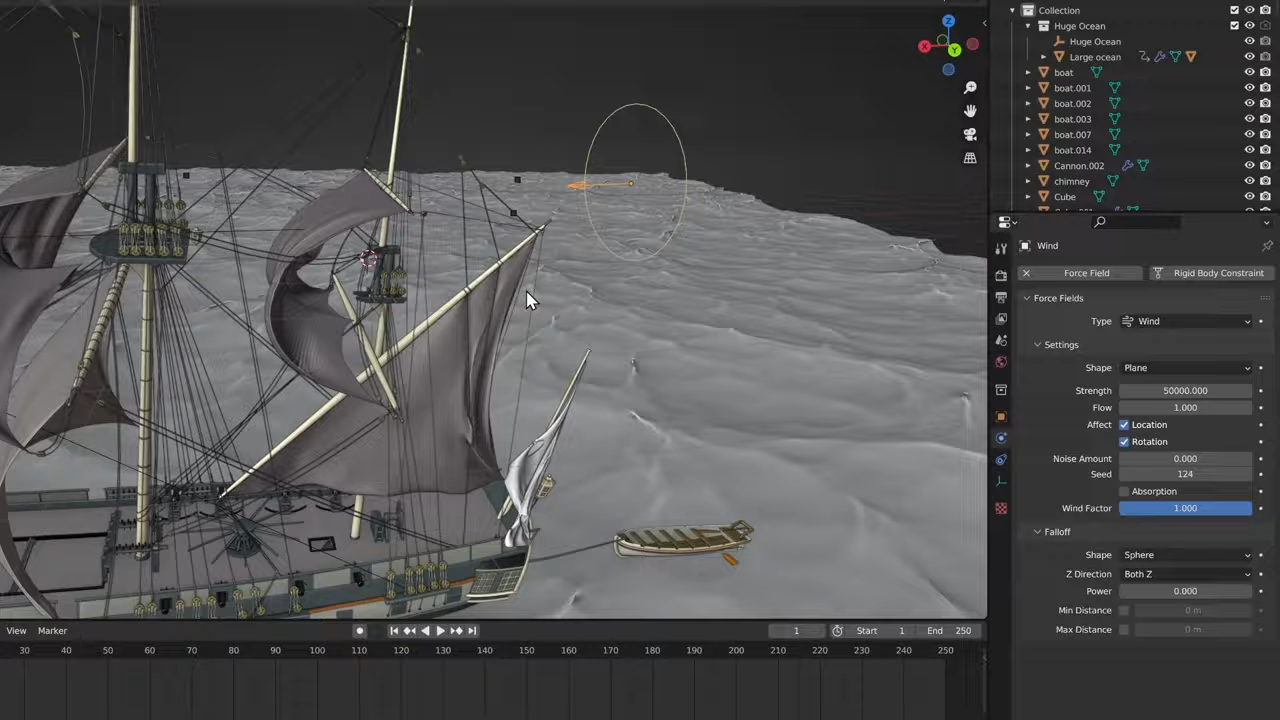 Collection
Huge Ocean
Huge Ocean
Large ocean
boat
boat.001
boat.002
boat.003
boat.007
boat.014
Cannon.002
chimney
Cube
Z
X
Y
Wind
Force Field
Rigid Body Constraint
Force Fields
Type Wind
Settings
Shape Plane
Strength 50000.000
Flow 1.000
Affect Location
Rotation
Noise Amount 0.000
Seed 124
Absorption
Wind Factor 1.000
Falloff
Shape Sphere
Z Direction Both Z
Power 0.000
Min Distance 0 m
Max Distance 0 m
View Marker 1 Start 1 End 250
30 40 50 60 70 80 90 100 110 120 130 140 150 160 170 180 190 200 210 220 230 240 250